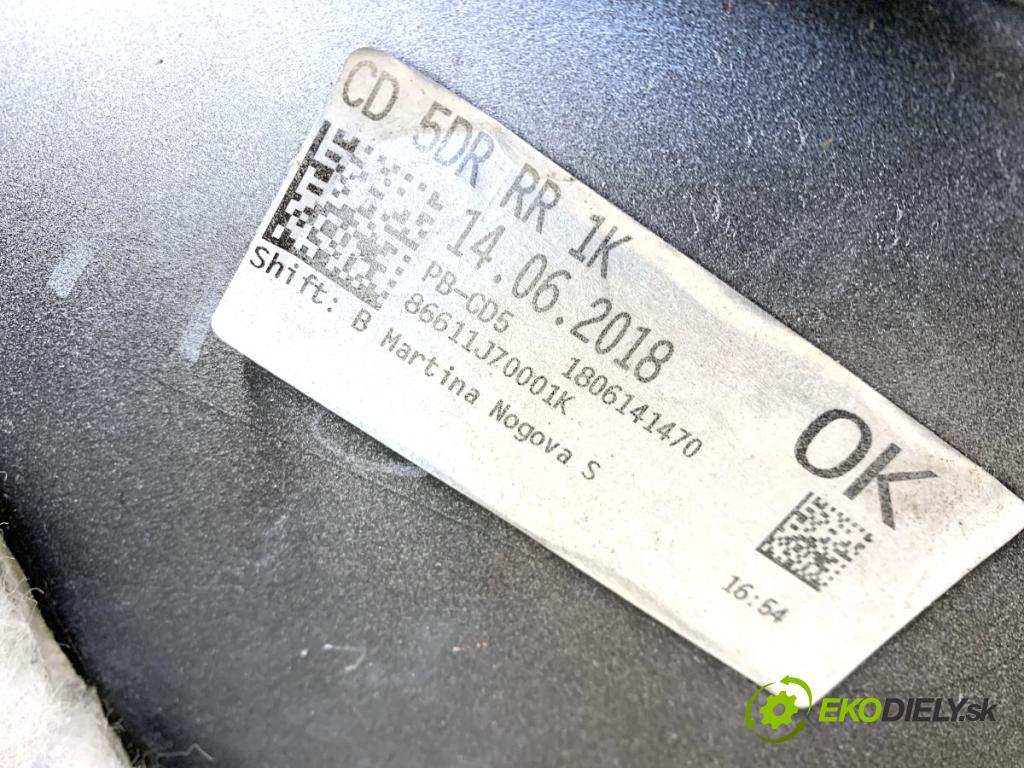 CD 5DR RR 1K
14.06.2018
PB-CD5 1806141470
86611J70001K
Shift: B Martina Nogova S
OK
16:54
EKODIELY.sk